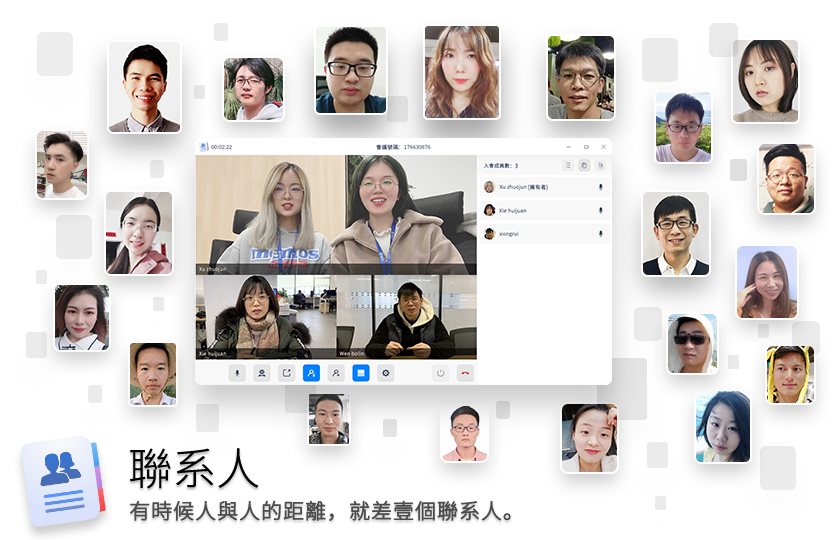 00:02:22
會議號碼: 176630876
入會成員數: 3
Xu zhuojun (擁有者)
Xie huijuan
xiongrui
memos
Xu zhuojun
Xie huijuan
Wen bolin
聯系人
有時候人與人的距離，就差壹個聯系人。